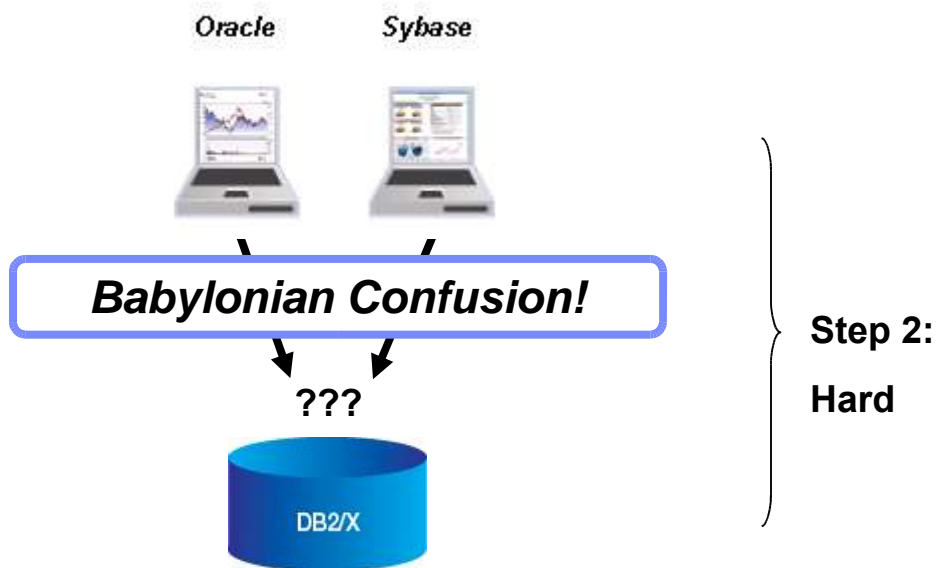 Oracle Sybase
Babylonian Confusion!
???
DB2/X
Step 2:
Hard